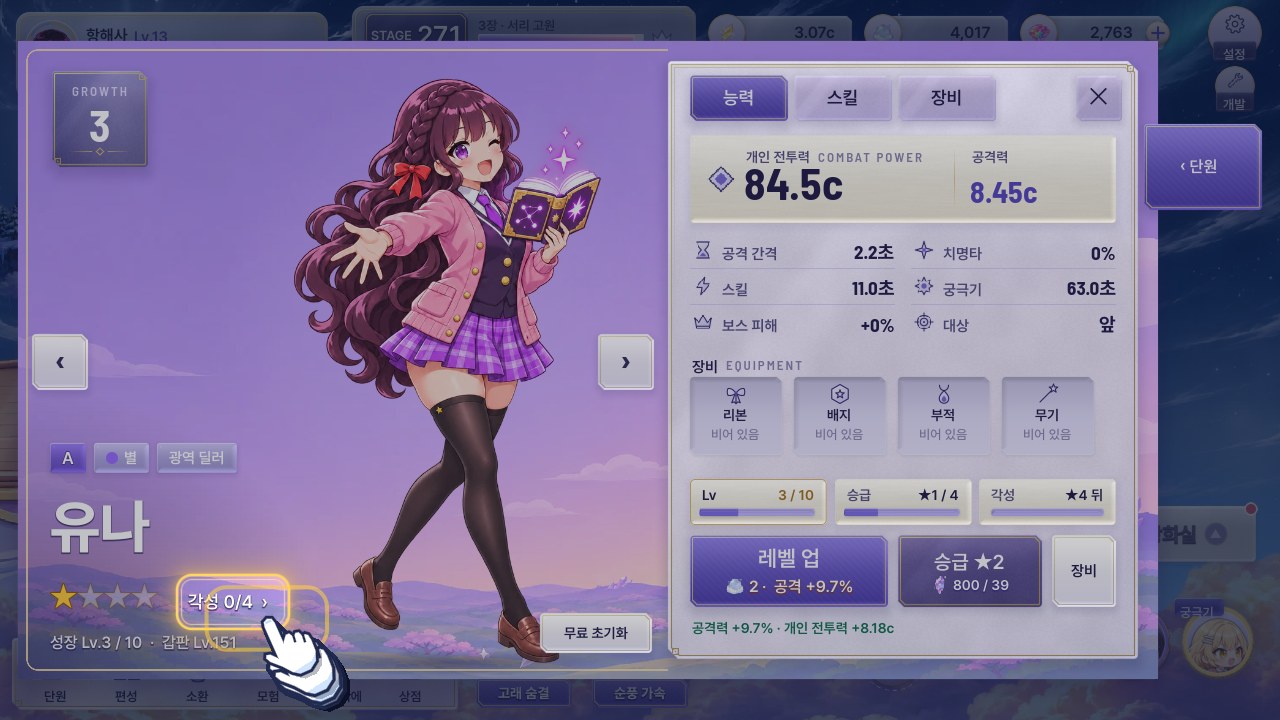 항해사 Lv.13
STAGE 271
3장 · 서리 고원
3.07c
4,017
2,763
설정
개발
GROWTH
3
능력
스킬
장비
개인 전투력 COMBAT POWER
84.5c
공격력
8.45c
‹ 단원
공격 간격 2.2초
치명타 0%
스킬 11.0초
궁극기 63.0초
보스 피해 +0%
대상 앞
장비 EQUIPMENT
리본
비어 있음
배지
비어 있음
부적
비어 있음
무기
비어 있음
A
별
광역 딜러
유나
각성 0/4 ›
성장 Lv.3 / 10 · 갑판 Lv.151
무료 초기화
Lv 3 / 10
승급 ★1 / 4
각성 ★4 뒤
레벨 업
2 · 공격 +9.7%
승급 ★2
800 / 39
장비
공격력 +9.7% · 개인 전투력 +8.18c
궁극기
단원
편성
소환
모험
상점
고래 숨결
순풍 가속